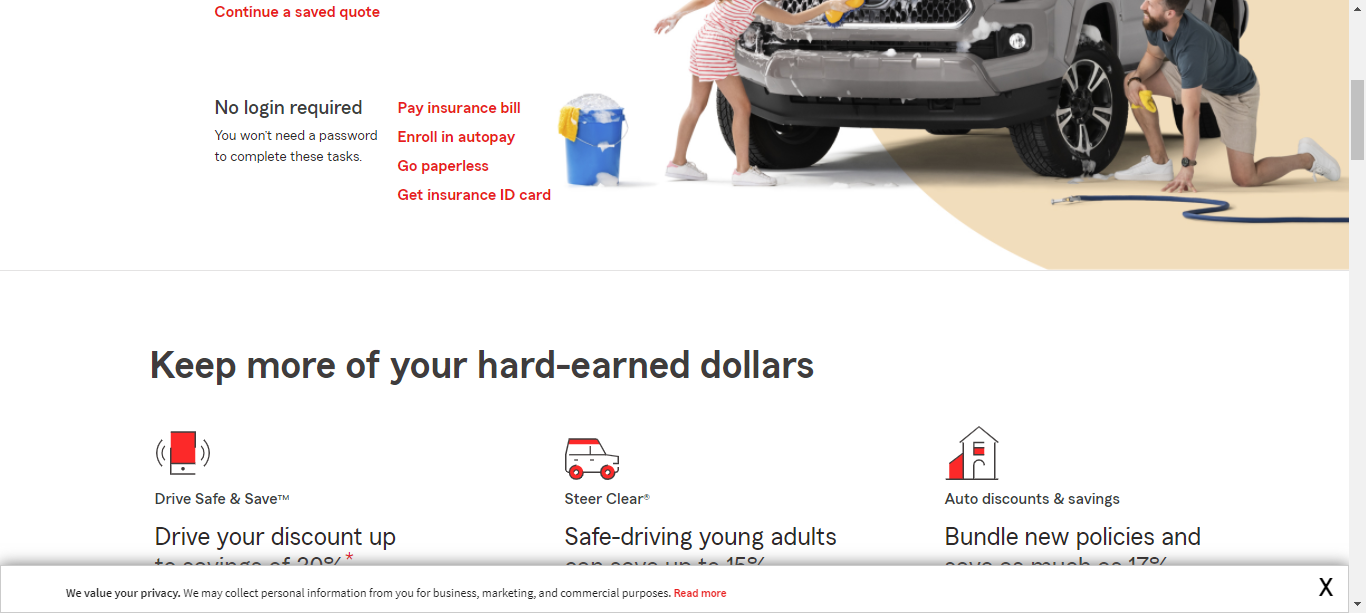 Continue a saved quote
No login required
You won't need a password
to complete these tasks.
Pay insurance bill
Enroll in autopay
Go paperless
Get insurance ID card
Keep more of your hard-earned dollars
Drive Safe & Save™
Drive your discount up
to savings of 30%*
Steer Clear®
Safe-driving young adults
can save up to 15%
Auto discounts & savings
Bundle new policies and
save as much as 17%
We value your privacy. We may collect personal information from you for business, marketing, and commercial purposes. Read more
X